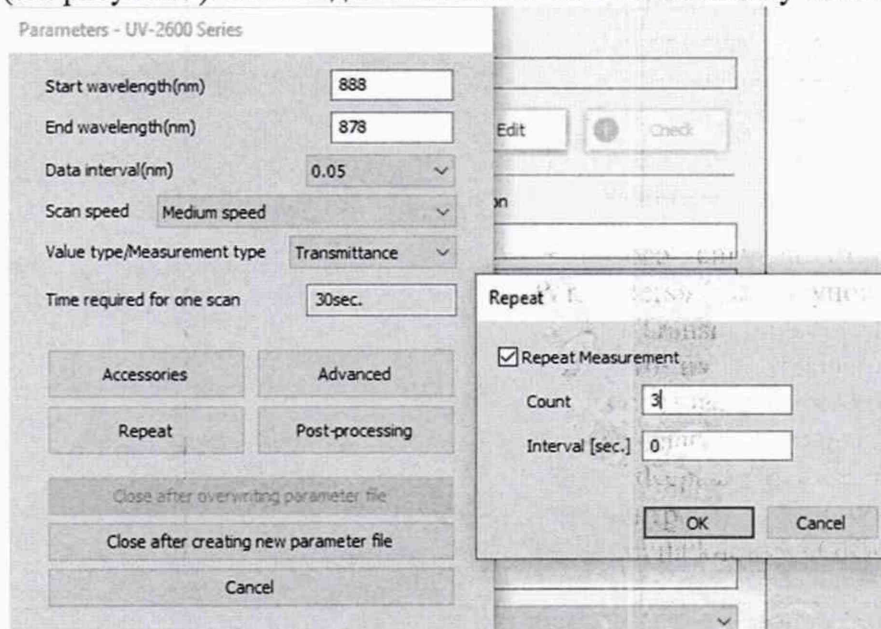 Parameters - UV-2600 Series
Start wavelength(nm) 888
End wavelength(nm) 878
Data interval(nm) 0.05
Scan speed Medium speed
Value type/Measurement type Transmittance
Time required for one scan 30sec.
Accessories Advanced
Repeat Post-processing
Close after overwriting parameter file
Close after creating new parameter file
Cancel
Edit Check
on
Repeat
Repeat Measurement
Count 3
Interval [sec.] 0
OK Cancel